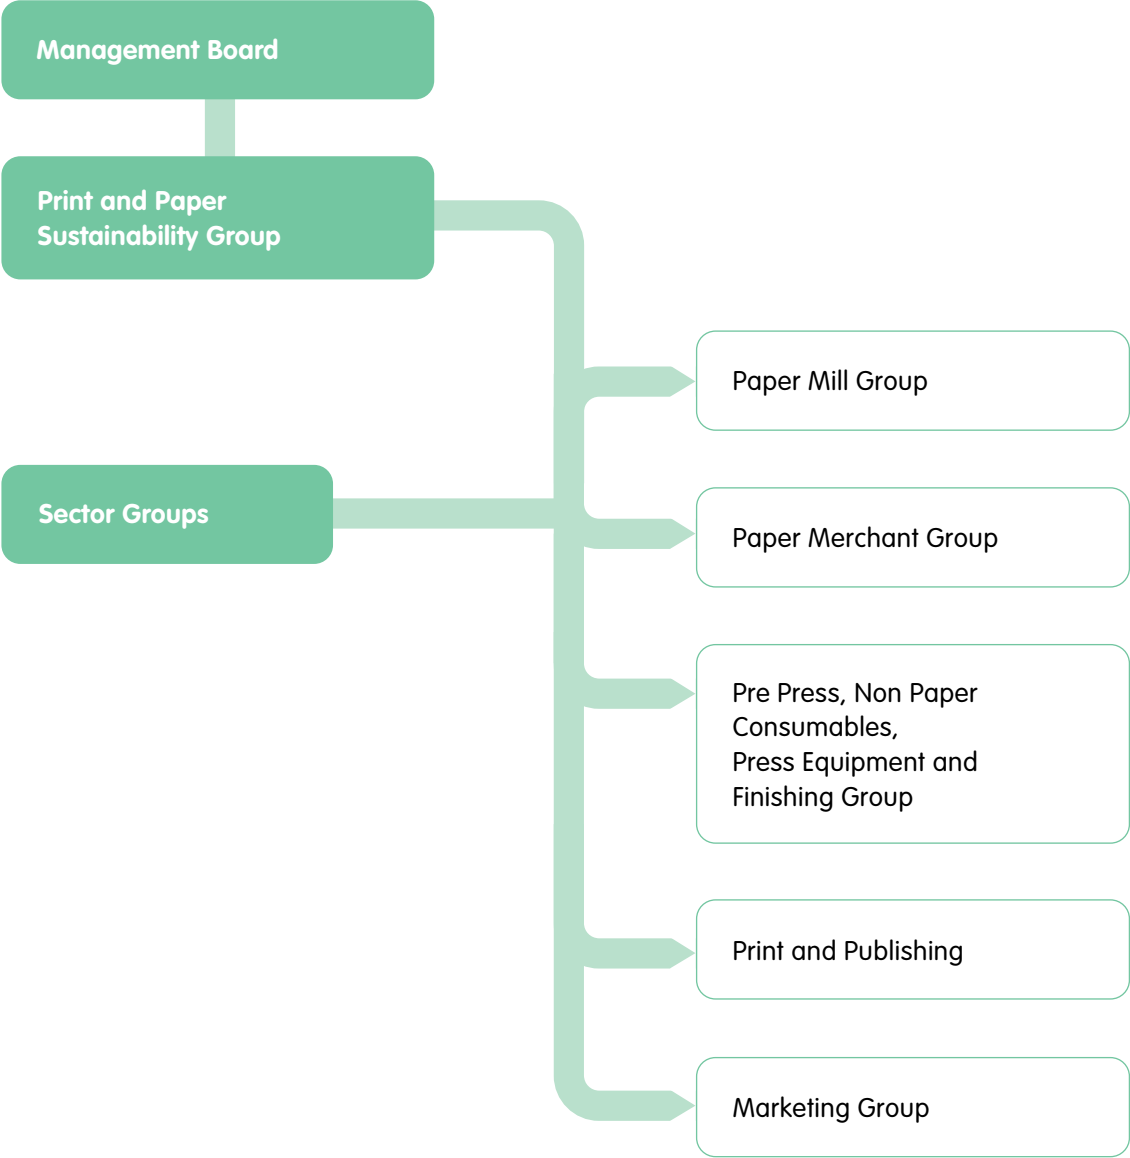 Management Board
Print and Paper
Sustainability Group
Paper Mill Group
Sector Groups
Paper Merchant Group
Pre Press, Non Paper
Consumables,
Press Equipment and
Finishing Group
Print and Publishing
Marketing Group